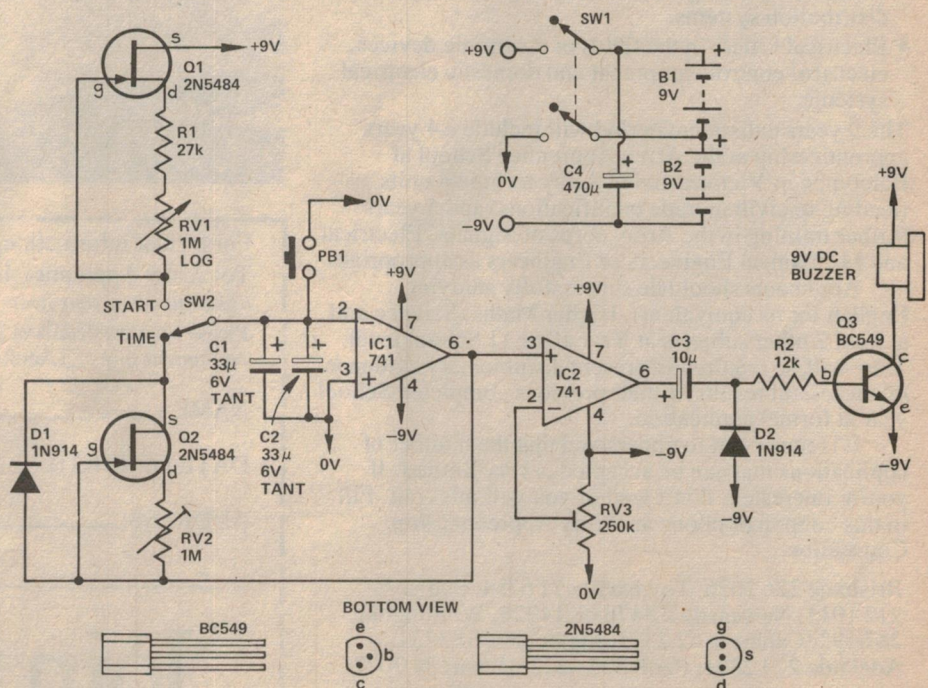 s
+9V
Q1
2N5484
g
d
R1
27k
RV1
1M
LOG
START
SW2
TIME
s
Q2
2N5484
g
d
D1
1N914
RV2
1M
C1
33μ
6V
TANT
C2
33μ
6V
TANT
0V
PB1
0V
+9V
2
7
IC1
741
6
3
4
-9V
SW1
+9V
0V
-9V
C4
470μ
B1
9V
B2
9V
+9V
3
7
IC2
741
6
2
4
-9V
RV3
250k
0V
C3
10μ
D2
1N914
-9V
R2
12k
+9V
9V DC
BUZZER
Q3
BC549
c
b
e
-9V
BOTTOM VIEW
BC549
e
b
c
2N5484
g
s
d